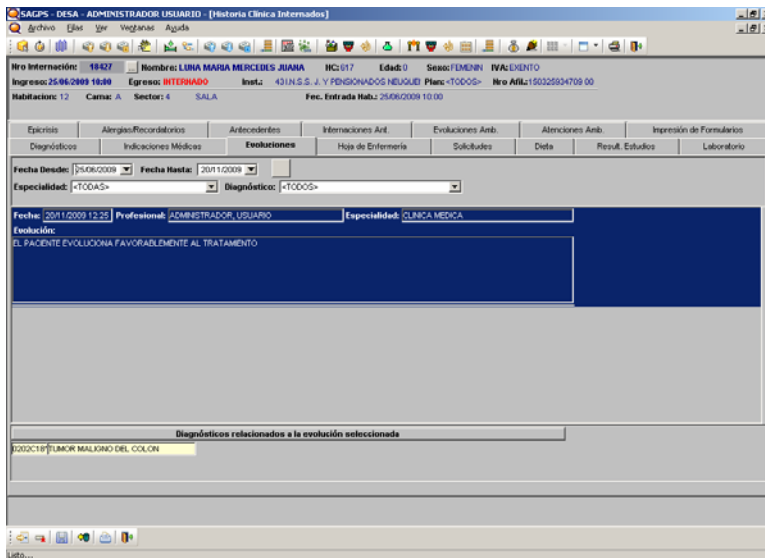 SAGPS - DESA - ADMINISTRADOR USUARIO - [Historia Clínica Internados]
Archivo Filas Ver Ventanas Ayuda
Nro Internación: 18427 ... Nombre: LUNA MARIA MERCEDES JUANA HC: 617 Edad: 0 Sexo: FEMENIN IVA: EXENTO
Ingreso: 25/06/2009 10:00 Egreso: INTERNADO Inst.: 431 I.N.S.S. J. Y PENSIONADOS NEUQUEI Plan: <TODOS> Nro Afil.: 150325934709 00
Habitacion: 12 Cama: A Sector: 4 SALA Fec. Entrada Hab.: 25/06/2009 10:00
Epicrisis Alergias/Recordatorios Antecedentes Internaciones Ant. Evoluciones Amb. Atenciones Amb. Impresión de Formularios
Diagnósticos Indicaciones Médicas Evoluciones Hoja de Enfermería Solicitudes Dieta Result. Estudios Laboratorio
Fecha Desde: 25/06/2009 Fecha Hasta: 20/11/2009
Especialidad: <TODAS> Diagnóstico: <TODOS>
Fecha: 20/11/2009 12:25 Profesional: ADMINISTRADOR, USUARIO Especialidad: CLINICA MEDICA
Evolución:
EL PACIENTE EVOLUCIONA FAVORABLEMENTE AL TRATAMIENTO
Diagnósticos relacionados a la evolución seleccionada
0202C18* TUMOR MALIGNO DEL COLON
Listo...